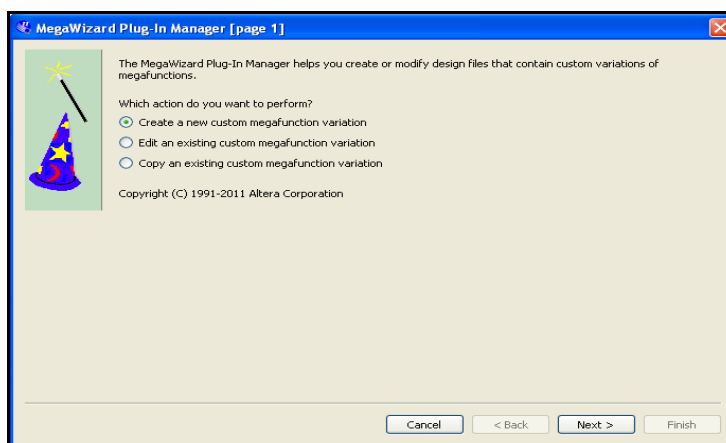 MegaWizard Plug-In Manager [page 1]
The MegaWizard Plug-In Manager helps you create or modify design files that contain custom variations of
megafunctions.
Which action do you want to perform?
Create a new custom megafunction variation
Edit an existing custom megafunction variation
Copy an existing custom megafunction variation
Copyright (C) 1991-2011 Altera Corporation
Cancel < Back Next > Finish